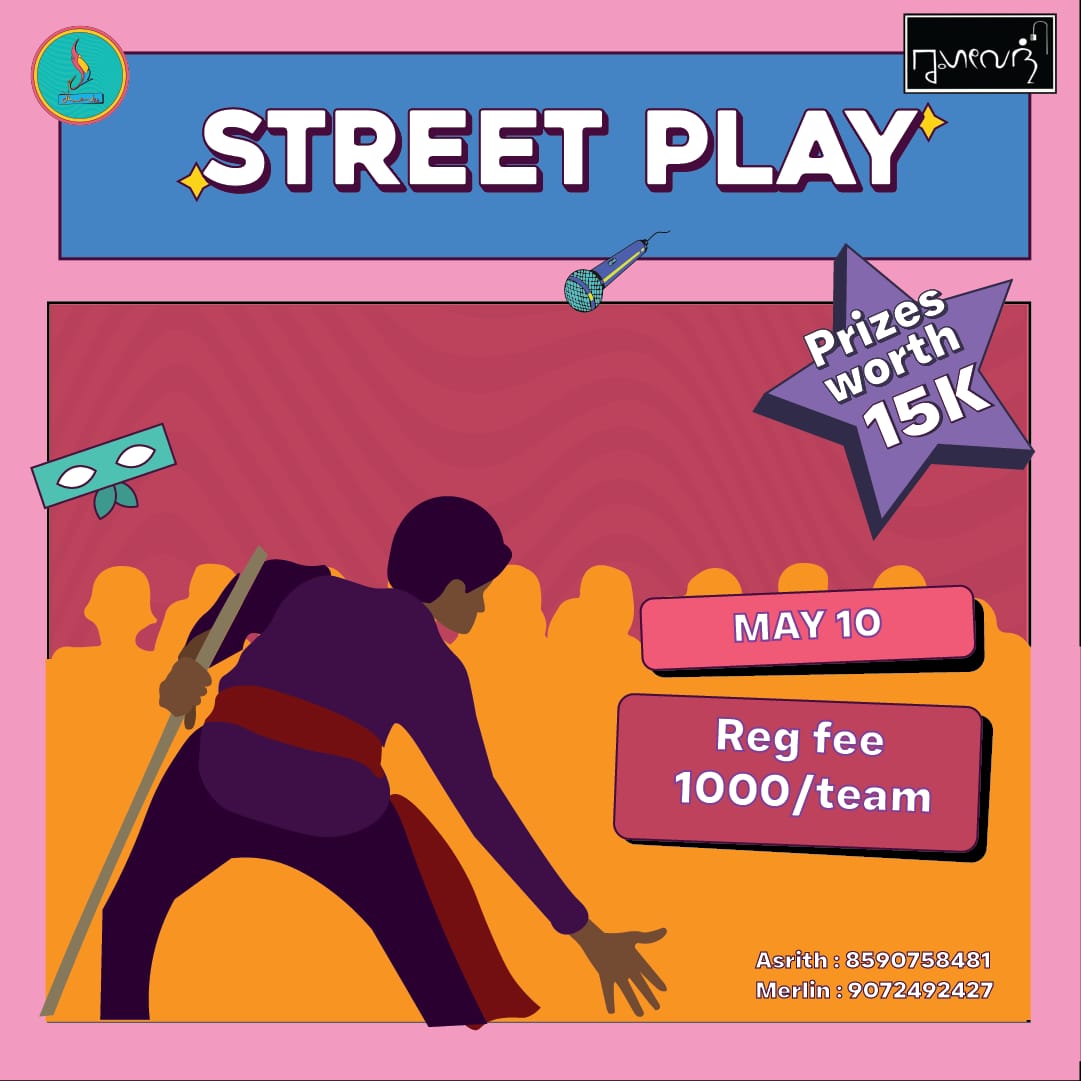 STREET PLAY
Prizes
worth
15K
MAY 10
Reg fee
1000/team
Asrith : 8590758481
Merlin : 9072492427